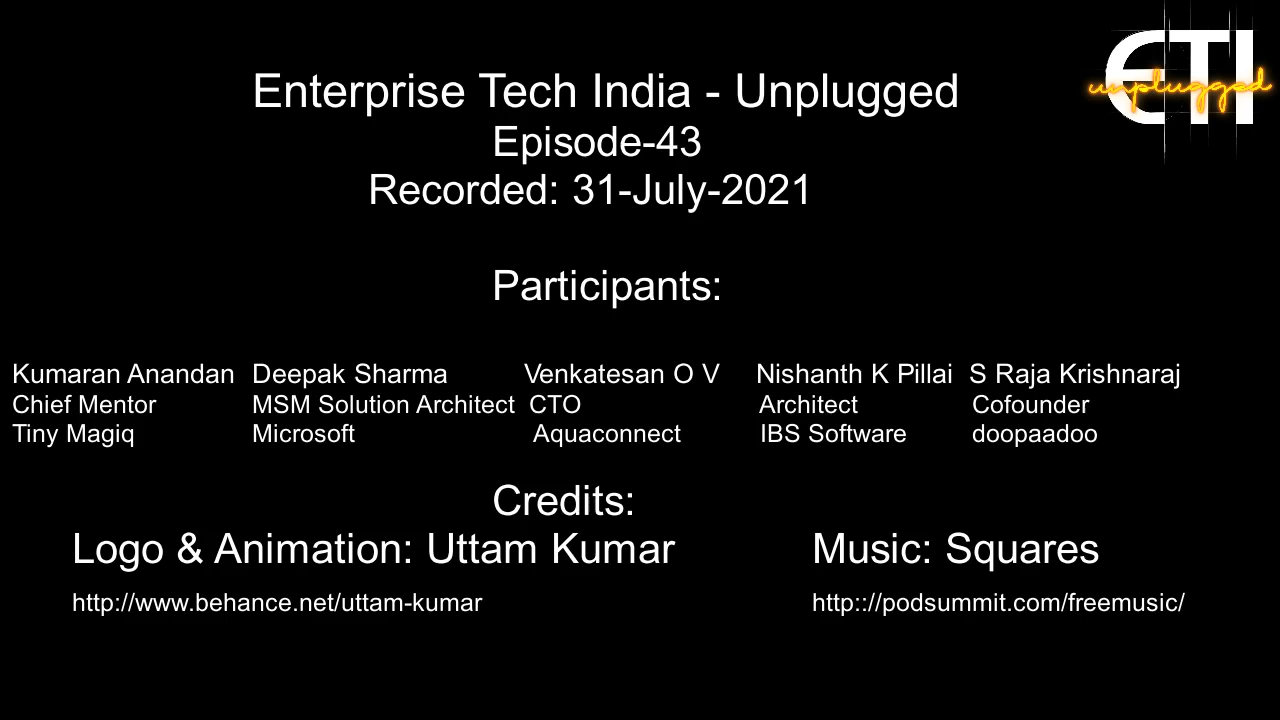 ETI
unplugged
Enterprise Tech India - Unplugged
Episode-43
Recorded: 31-July-2021
Participants:
Kumaran Anandan Deepak Sharma Venkatesan O V Nishanth K Pillai S Raja Krishnaraj
Chief Mentor MSM Solution Architect CTO Architect Cofounder
Tiny Magiq Microsoft Aquaconnect IBS Software doopaadoo
Credits:
Logo & Animation: Uttam Kumar Music: Squares
http://www.behance.net/uttam-kumar http:://podsummit.com/freemusic/